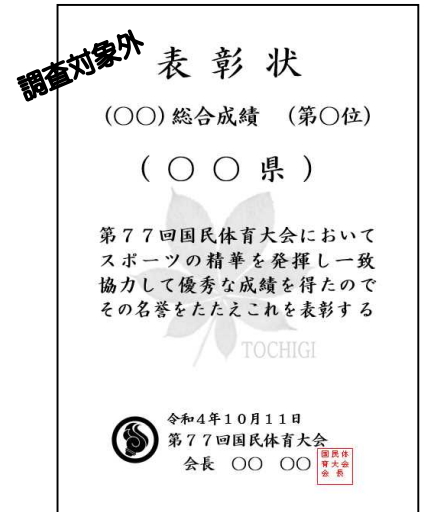 調査対象外
表彰状
(○○)総合成績 (第○位)
(○○県)
第77回国民体育大会において
スポーツの精華を発揮し一致
協力して優秀な成績を得たので
その名誉をたたえこれを表彰する
TOCHIGI
令和4年10月11日
第77回国民体育大会
会長 ○○ ○○
国民体
育大会
会長